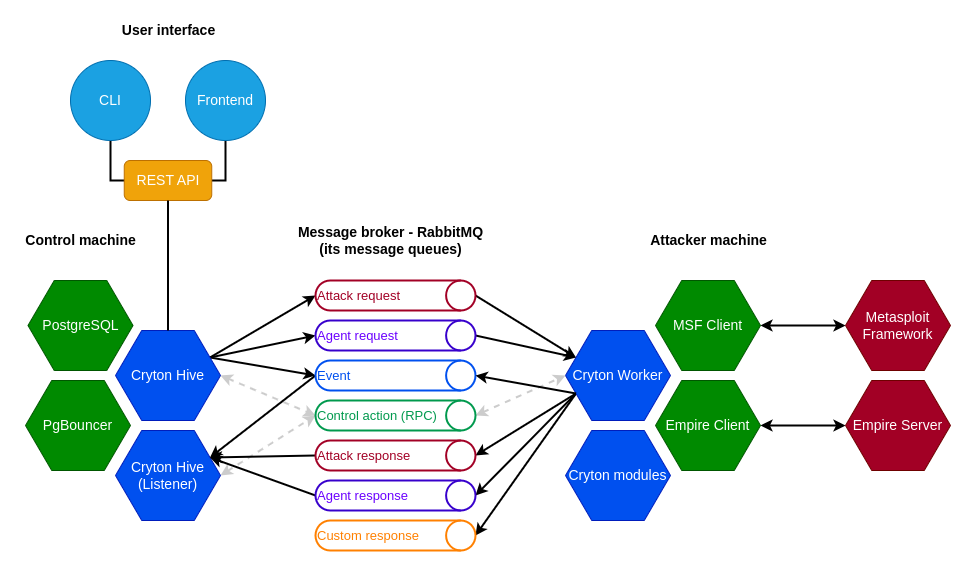 User interface
CLI
Frontend
REST API
Control machine
Message broker - RabbitMQ
(its message queues)
Attacker machine
PostgreSQL
Cryton Hive
PgBouncer
Cryton Hive
(Listener)
Attack request
Agent request
Event
Control action (RPC)
Attack response
Agent response
Custom response
MSF Client
Metasploit
Framework
Cryton Worker
Empire Client
Empire Server
Cryton modules